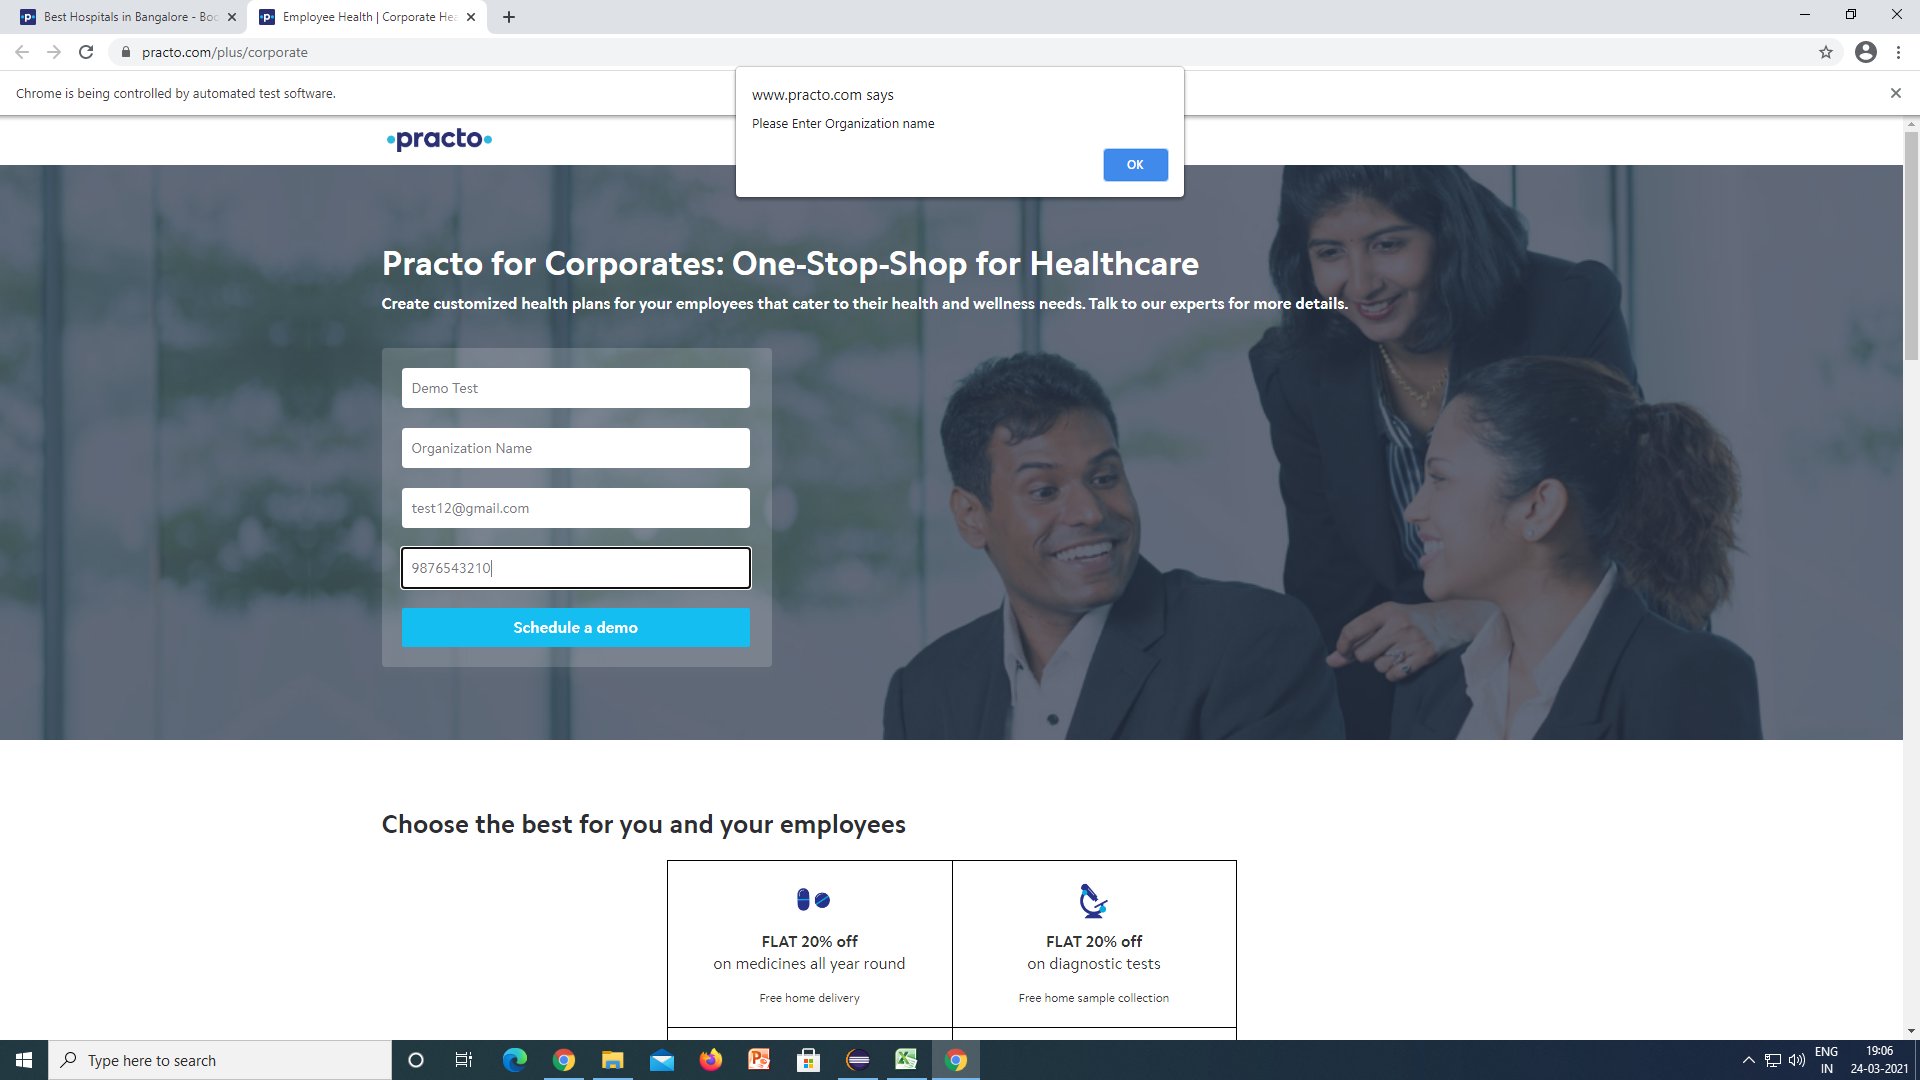 Best Hospitals in Bangalore - Boo
Employee Health | Corporate Hea
practo.com/plus/corporate
Chrome is being controlled by automated test software.
www.practo.com says
Please Enter Organization name
OK
practo
Practo for Corporates: One-Stop-Shop for Healthcare
Create customized health plans for your employees that cater to their health and wellness needs. Talk to our experts for more details.
Demo Test
Organization Name
test12@gmail.com
9876543210
Schedule a demo
Choose the best for you and your employees
FLAT 20% off
on medicines all year round
Free home delivery
FLAT 20% off
on diagnostic tests
Free home sample collection
Type here to search
ENG
IN
19:06
24-03-2021